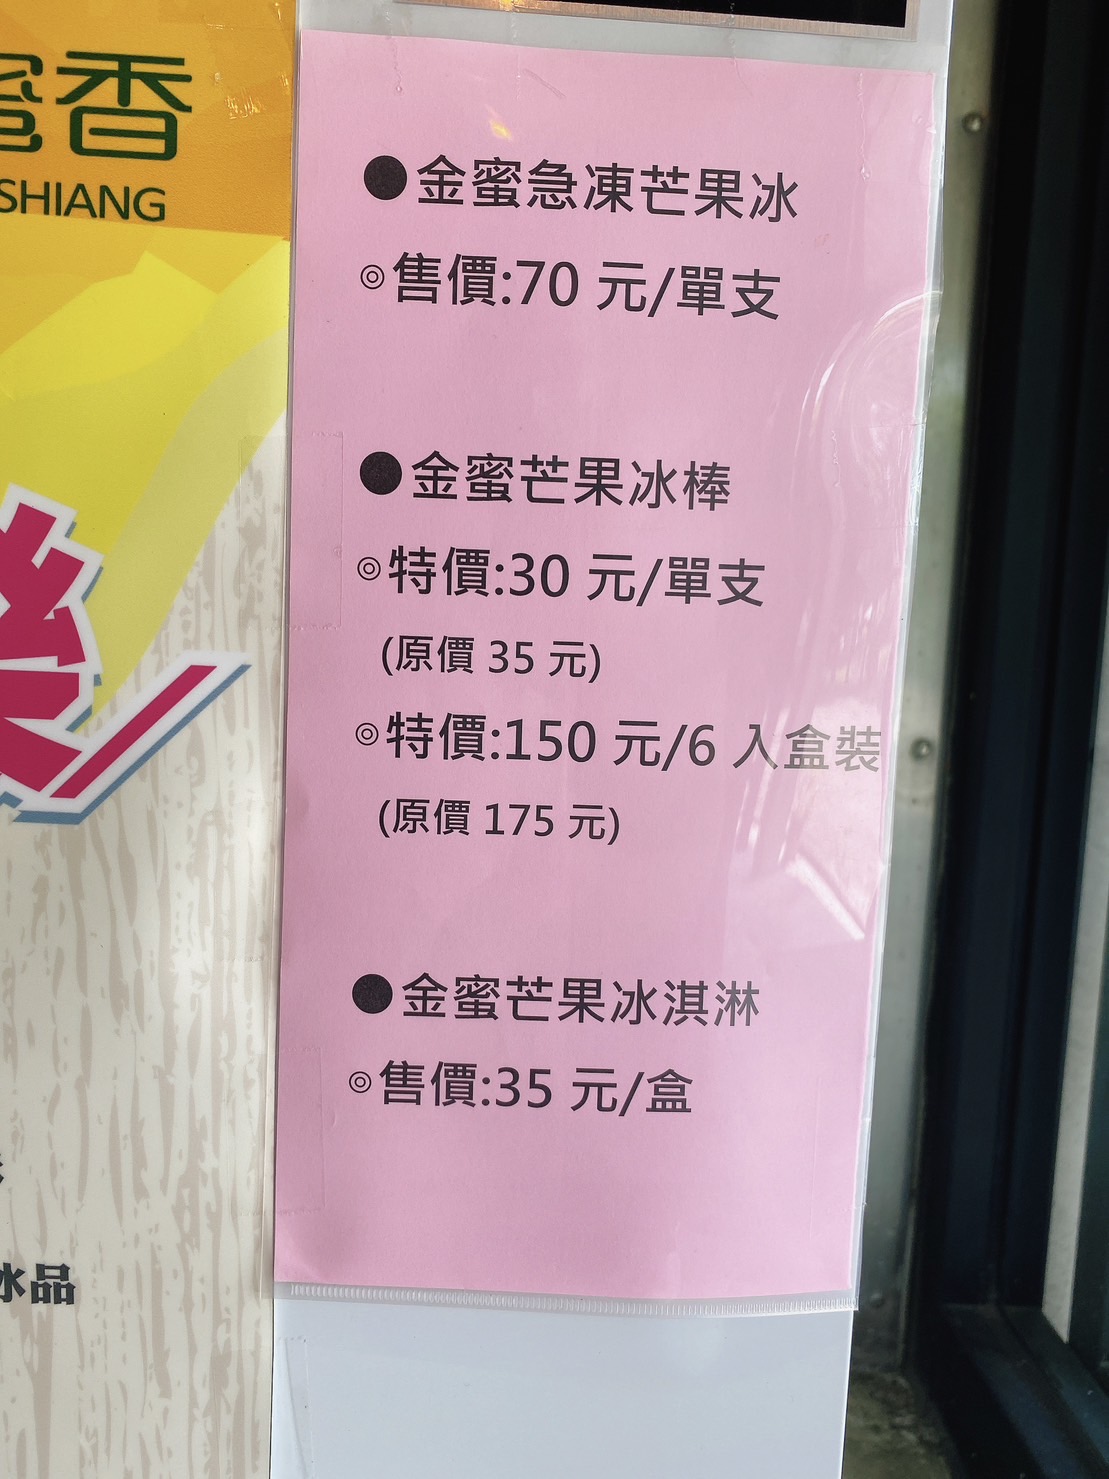 香
SHIANG
●金蜜急凍芒果冰
◎售價:70 元/單支
●金蜜芒果冰棒
◎特價:30 元/單支
(原價 35 元)
◎特價:150 元/6 入盒裝
(原價 175 元)
●金蜜芒果冰淇淋
◎售價:35 元/盒
冰品